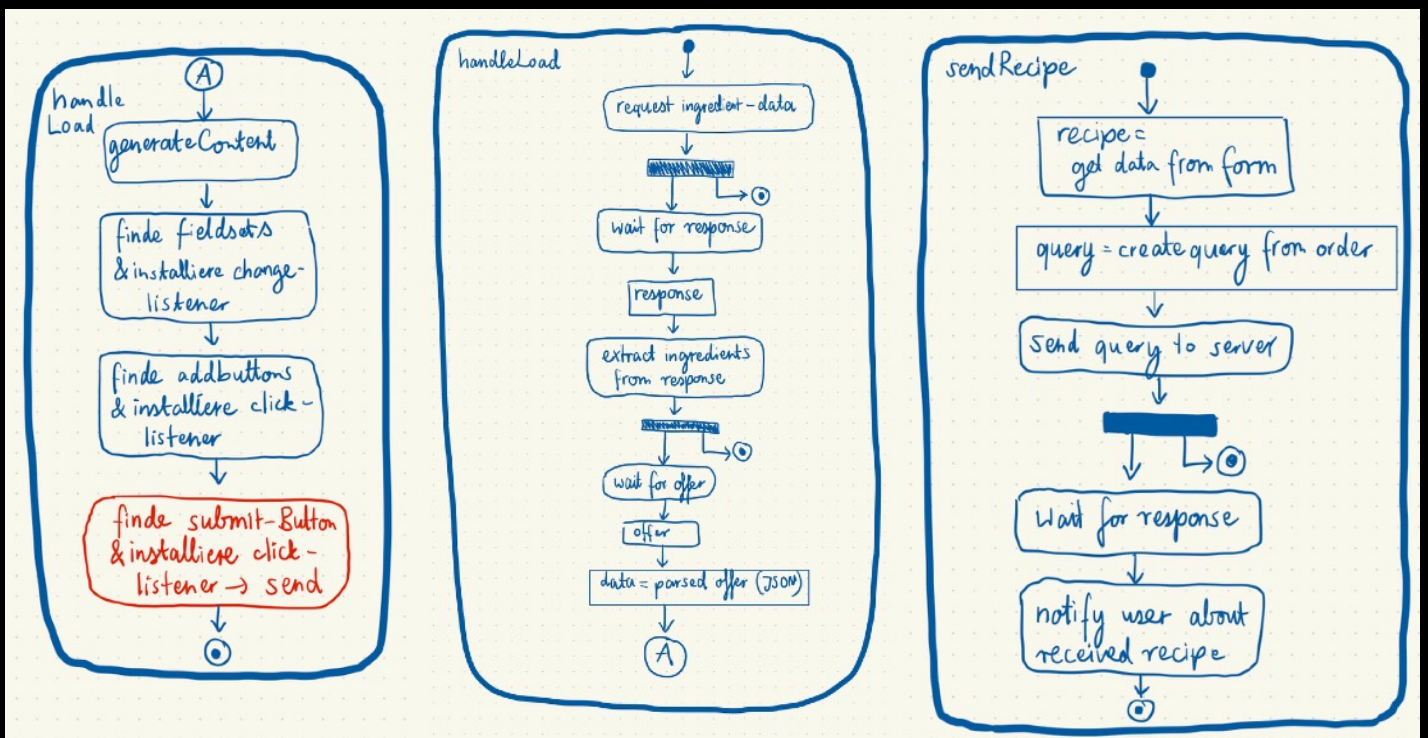 handle
Load
A
generateContent
finde fieldsets
& installiere change-
listener
finde addbuttons
& installiere click-
listener
finde submit-Button
& installiere click-
listener → send
handleLoad
request ingredient-data
wait for response
response
extract ingredients
from response
wait for offer
offer
data = parsed offer (JSON)
A
sendRecipe
recipe =
get data from form
query = create query from order
send query to server
Wait for response
notify user about
received recipe